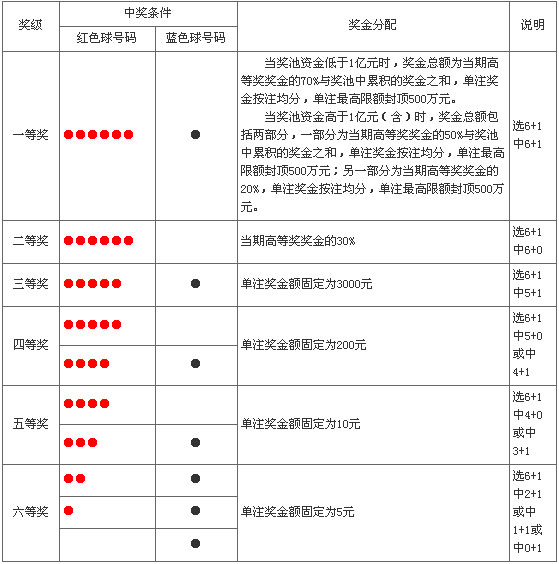 奖级
中奖条件
奖金分配
说明
红色球号码
蓝色球号码
一等奖
当奖池资金低于1亿元时，奖金总额为当期高
等奖奖金的70%与奖池中累积的奖金之和，单注奖
金按注均分，单注最高限额封顶500万元。
当奖池资金高于1亿元（含）时，奖金总额包
括两部分，一部分为当期高等奖奖金的50%与奖池
中累积的奖金之和，单注奖金按注均分，单注最高
限额封顶500万元；另一部分为当期高等奖奖金的
20%，单注奖金按注均分，单注最高限额封顶500万
元。
选6+1
中6+1
二等奖
当期高等奖奖金的30%
选6+1
中6+0
三等奖
单注奖金额固定为3000元
选6+1
中5+1
四等奖
单注奖金额固定为200元
选6+1
中5+0
或中
4+1
五等奖
单注奖金额固定为10元
选6+1
中4+0
或中
3+1
六等奖
单注奖金额固定为5元
选6+1
中2+1
或中
1+1或
中0+1